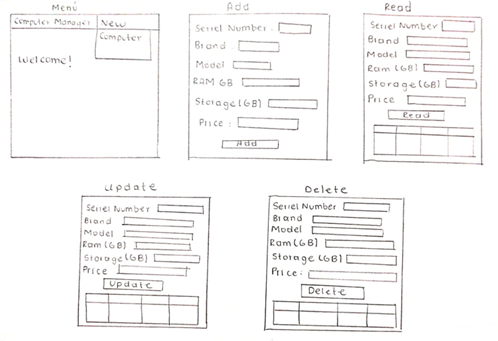 Menú
Computer Manager New
Computer
Welcome!
Add
Seriel Number:
Brand:
Model
RAM GB
Storage(GB)
Price:
Add
Read
Seriel Number
Brand
Model
Ram (GB)
Storage(GB)
Price
Read
Update
Seriel Number
Brand
Model
Ram(GB)
Storage(GB)
Price
Update
Delete
Seriel Number
Brand
Model
Ram(GB)
Storage (GB)
Price:
Delete